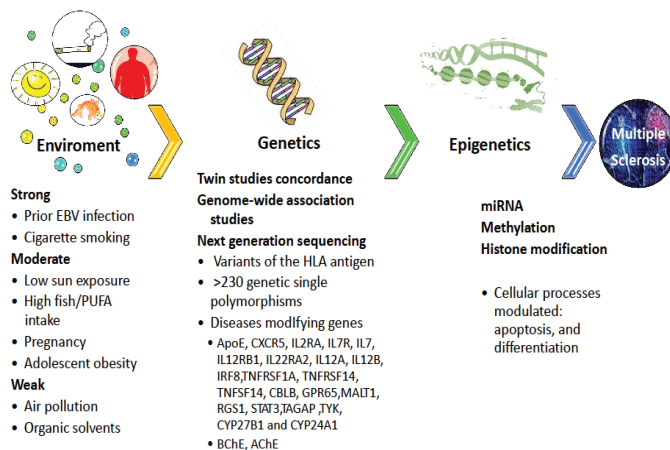 Enviroment
Strong
• Prior EBV infection
• Cigarette smoking
Moderate
• Low sun exposure
• High fish/PUFA
intake
• Pregnancy
• Adolescent obesity
Weak
• Air pollution
• Organic solvents
Genetics
Twin studies concordance
Genome-wide association
studies
Next generation sequencing
• Variants of the HLA antigen
• >230 genetic single
polymorphisms
• Diseases modIfying genes
• ApoE, CXCR5, IL2RA, IL7R, IL7,
IL12RB1, IL22RA2, IL12A, IL12B,
IRF8,TNFRSF1A, TNFRSF14,
TNFSF14, CBLB, GPR65,MALT1,
RGS1, STAT3,TAGAP ,TYK,
CYP27B1 and CYP24A1
• BChE, AChE
Epigenetics
miRNA
Methylation
Histone modification
• Cellular processes
modulated:
apoptosis, and
differentiation
Multiple
Sclerosis